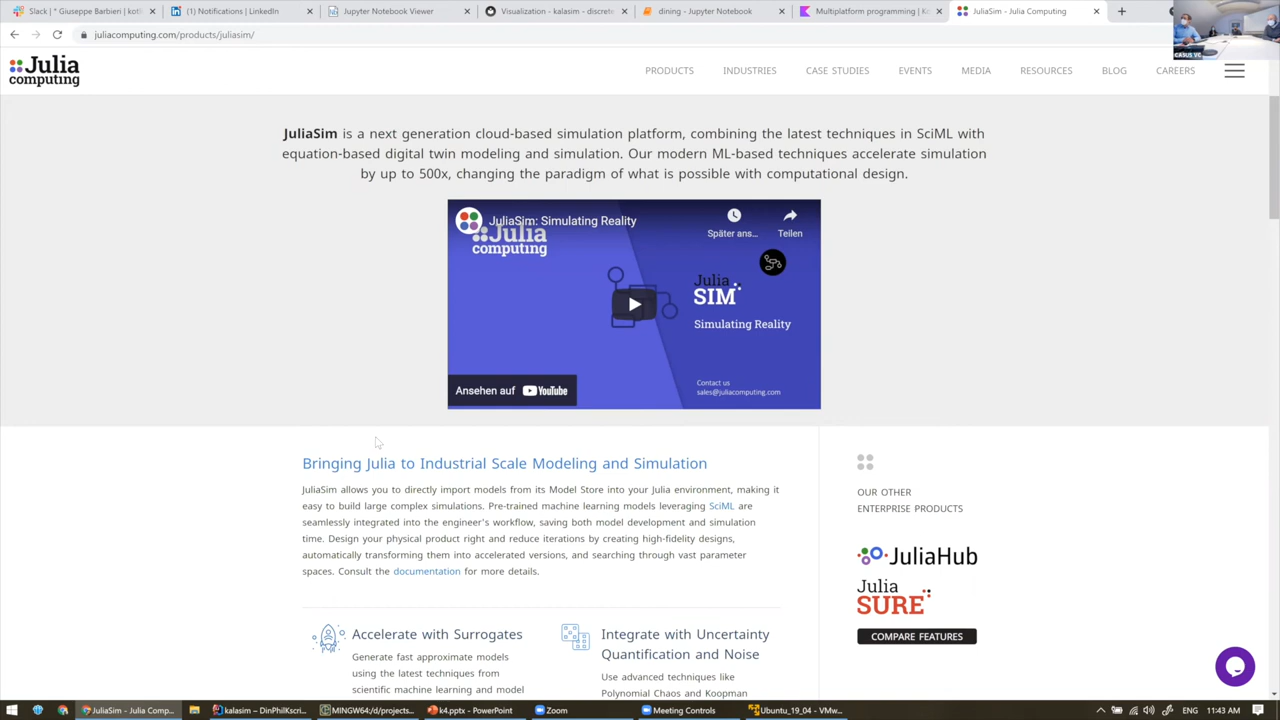 Slack | * Giuseppe Barbieri | kotl
(1) Notifications | LinkedIn
Jupyter Notebook Viewer
Visualization - kalasim - discrete
dining - Jupyter Notebook
Multiplatform programming | Ko
JuliaSim - Julia Computing
juliacomputing.com/products/juliasim/
CASUS VC
Julia
computing
PRODUCTS
INDUSTRIES
CASE STUDIES
EVENTS
MEDIA
RESOURCES
BLOG
CAREERS
JuliaSim is a next generation cloud-based simulation platform, combining the latest techniques in SciML with
equation-based digital twin modeling and simulation. Our modern ML-based techniques accelerate simulation
by up to 500x, changing the paradigm of what is possible with computational design.
JuliaSim: Simulating Reality
Später ans...
Teilen
Julia
computing
Julia
SIM
Simulating Reality
Contact us
sales@juliacomputing.com
Ansehen auf YouTube
Bringing Julia to Industrial Scale Modeling and Simulation
JuliaSim allows you to directly import models from its Model Store into your Julia environment, making it
easy to build large complex simulations. Pre-trained machine learning models leveraging SciML are
seamlessly integrated into the engineer's workflow, saving both model development and simulation
time. Design your physical product right and reduce iterations by creating high-fidelity designs,
automatically transforming them into accelerated versions, and searching through vast parameter
spaces. Consult the documentation for more details.
OUR OTHER
ENTERPRISE PRODUCTS
JuliaHub
Julia
SURE
COMPARE FEATURES
Accelerate with Surrogates
Generate fast approximate models
using the latest techniques from
scientific machine learning and model
Integrate with Uncertainty
Quantification and Noise
Use advanced techniques like
Polynomial Chaos and Koopman
JuliaSim - Julia Comp...
kalasim – DinPhilKscri...
MINGW64:/d/projects...
k4.pptx - PowerPoint
Zoom
Meeting Controls
Ubuntu_19_04 - VMw...
ENG
11:43 AM